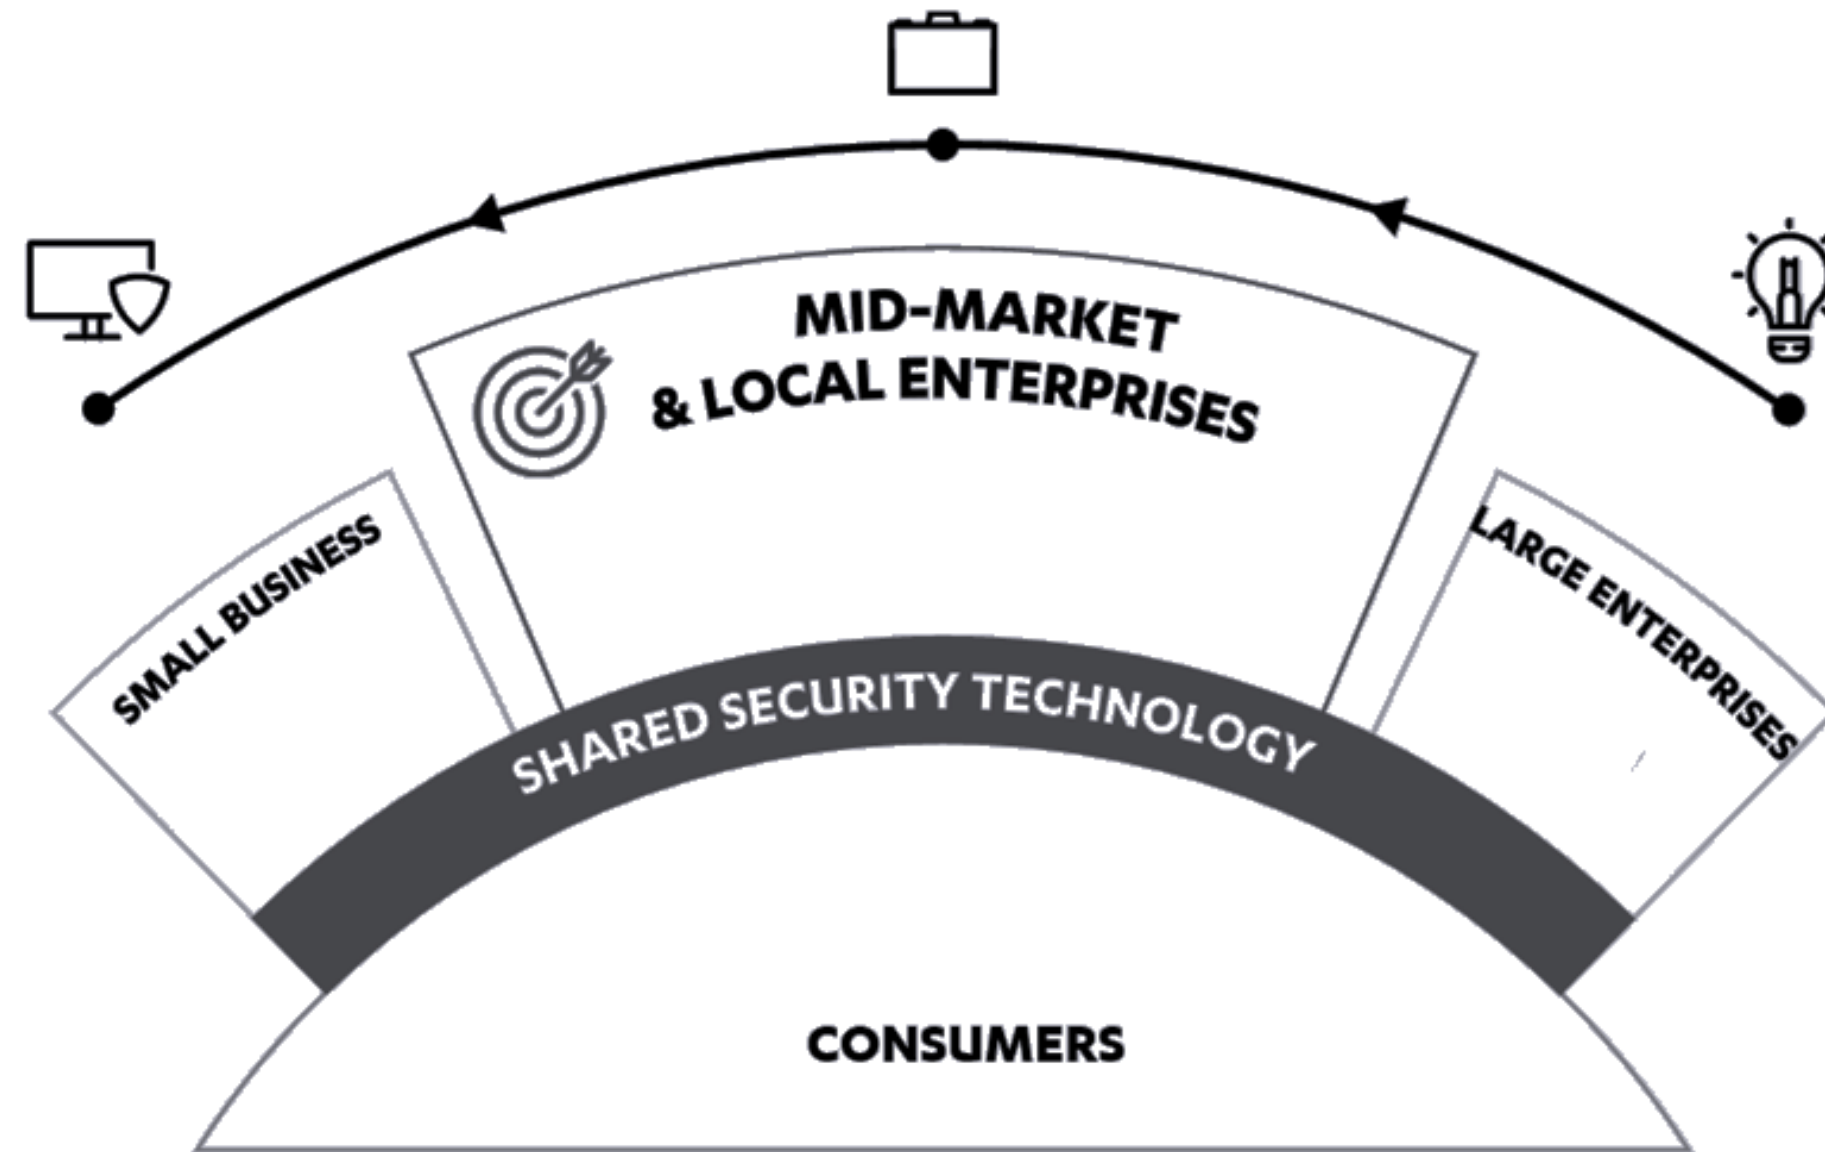 MID-MARKET
& LOCAL ENTERPRISES
SMALL BUSINESS
LARGE ENTERPRISES
SHARED SECURITY TECHNOLOGY
CONSUMERS